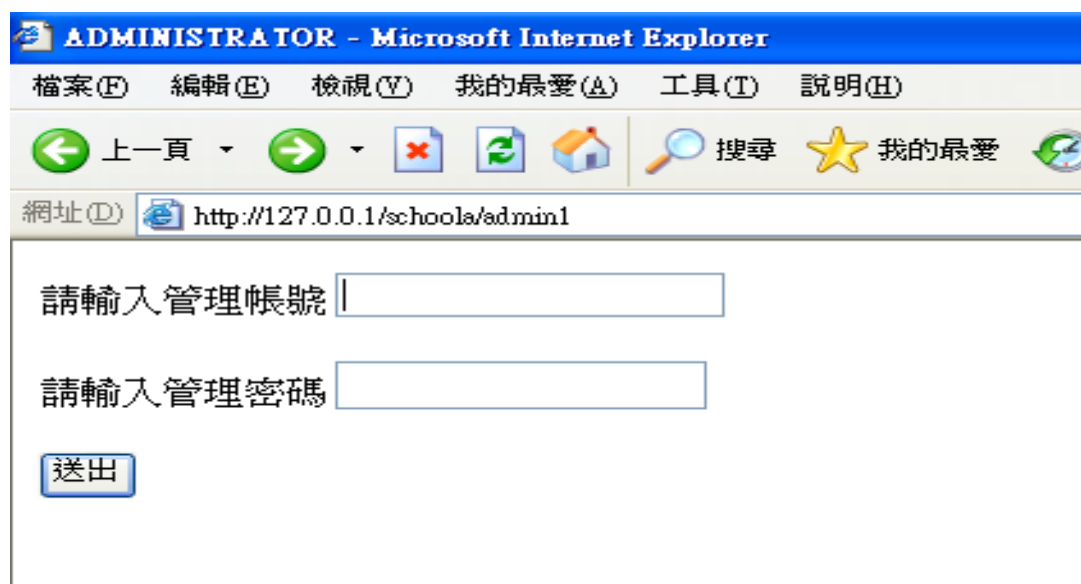 ADMINISTRATOR - Microsoft Internet Explorer
檔案(F) 編輯(E) 檢視(V) 我的最愛(A) 工具(T) 說明(H)
上一頁 搜尋 我的最愛
網址(D) http://127.0.0.1/schoola/admin1
請輸入管理帳號
請輸入管理密碼
送出